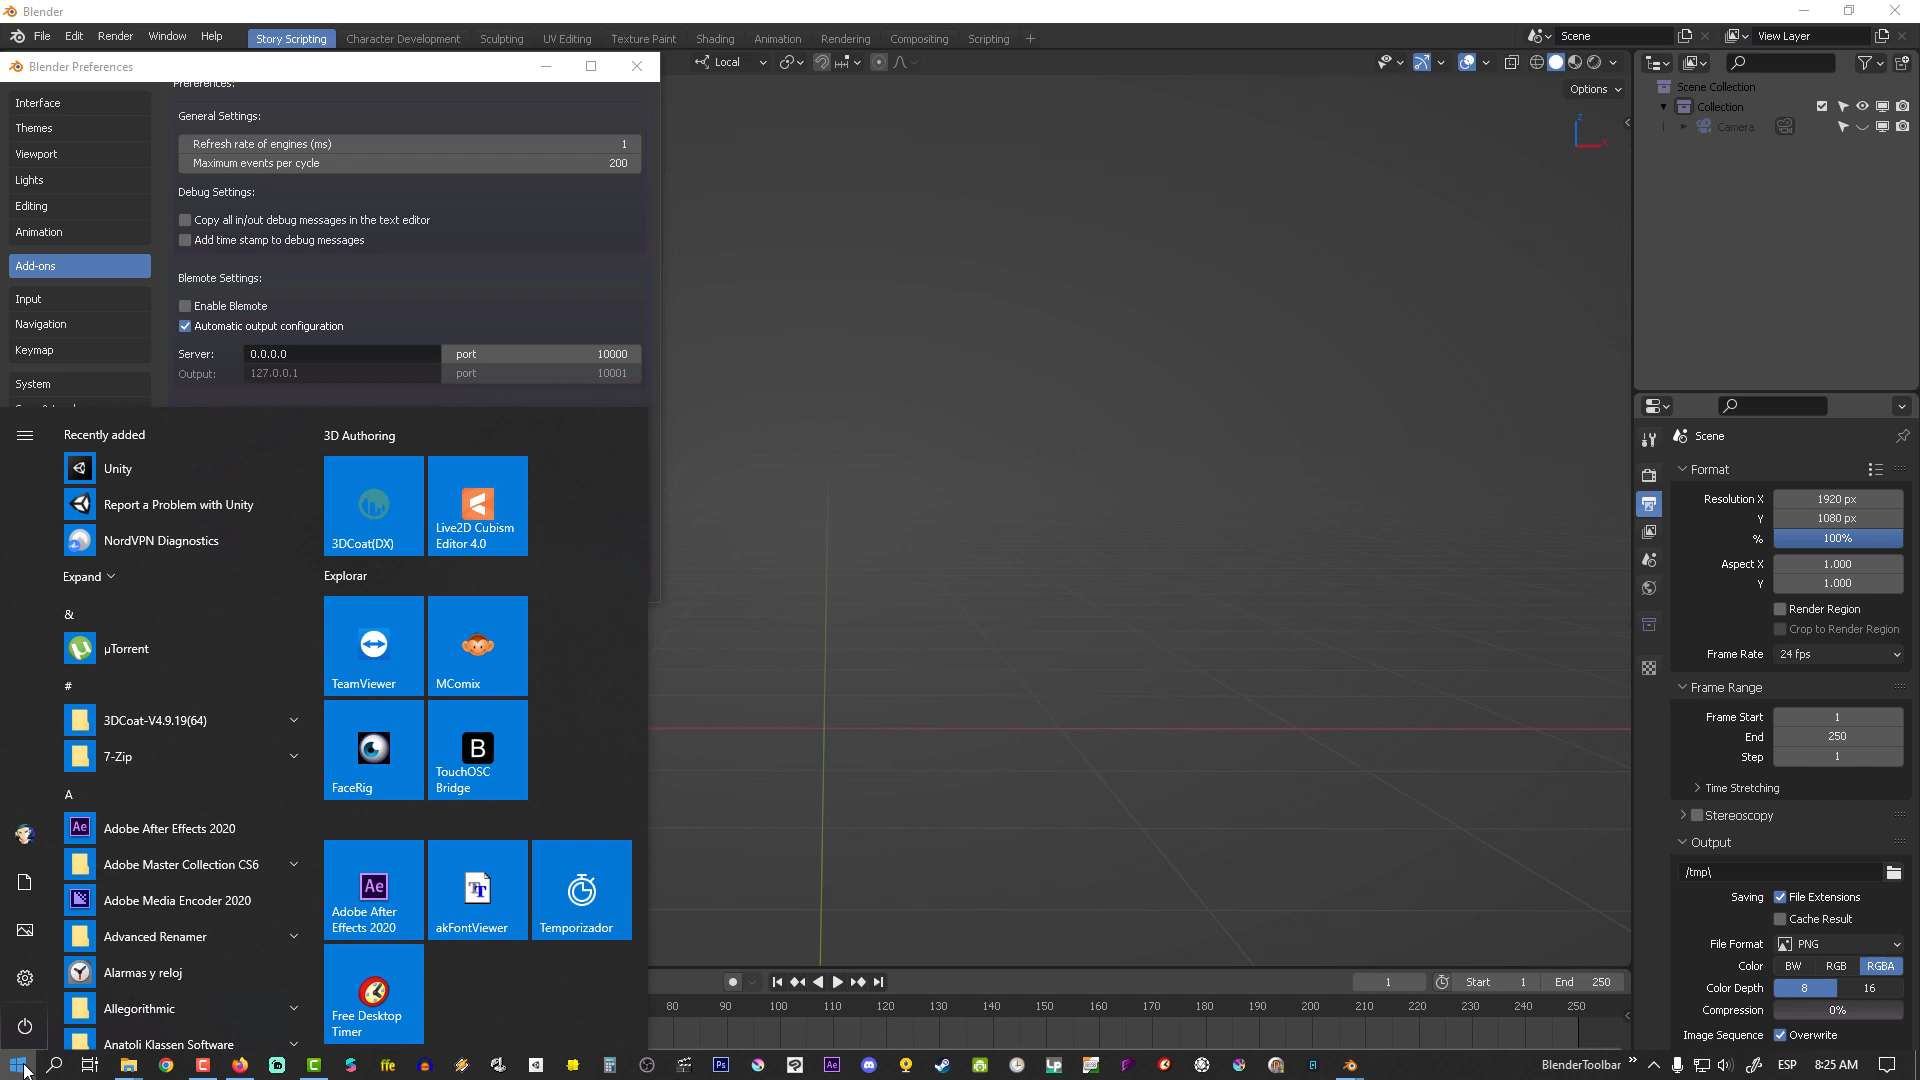 Blender
File Edit Render Window Help Story Scripting Character Development Sculpting UV Editing Texture Paint Shading Animation Rendering Compositing Scripting + Scene View Layer
Blender Preferences
Local
Options
Preferences:
Interface
Themes
Viewport
Lights
Editing
Animation
Add-ons
Input
Navigation
Keymap
System
General Settings:
Refresh rate of engines (ms) 1
Maximum events per cycle 200
Debug Settings:
Copy all in/out debug messages in the text editor
Add time stamp to debug messages
Blemote Settings:
Enable Blemote
Automatic output configuration
Server: 0.0.0.0 port 10000
Output: 127.0.0.1 port 10001
Recently added
Unity
Report a Problem with Unity
NordVPN Diagnostics
Expand
&
µTorrent
#
3DCoat-V4.9.19(64)
7-Zip
A
Adobe After Effects 2020
Adobe Master Collection CS6
Adobe Media Encoder 2020
Advanced Renamer
Alarmas y reloj
Allegorithmic
Anatoli Klassen Software
3D Authoring
3DCoat(DX)
Live2D Cubism
Editor 4.0
Explorar
TeamViewer
MComix
FaceRig
B
TouchOSC
Bridge
Ae
Adobe After
Effects 2020
akFontViewer
Temporizador
Free Desktop
Timer
Z
X
Scene Collection
Collection
Camera
Scene
Format
Resolution X 1920 px
Y 1080 px
% 100%
Aspect X 1.000
Y 1.000
Render Region
Crop to Render Region
Frame Rate 24 fps
Frame Range
Frame Start 1
End 250
Step 1
Time Stretching
Stereoscopy
Output
/tmp\
Saving File Extensions
Cache Result
File Format PNG
Color BW RGB RGBA
Color Depth 8 16
Compression 0%
Image Sequence Overwrite
1 Start 1 End 250
80 90 100 110 120 130 140 150 160 170 180 190 200 210 220 230 240 250
ffe Ps Ae Lp BlenderToolbar » ESP 8:25 AM